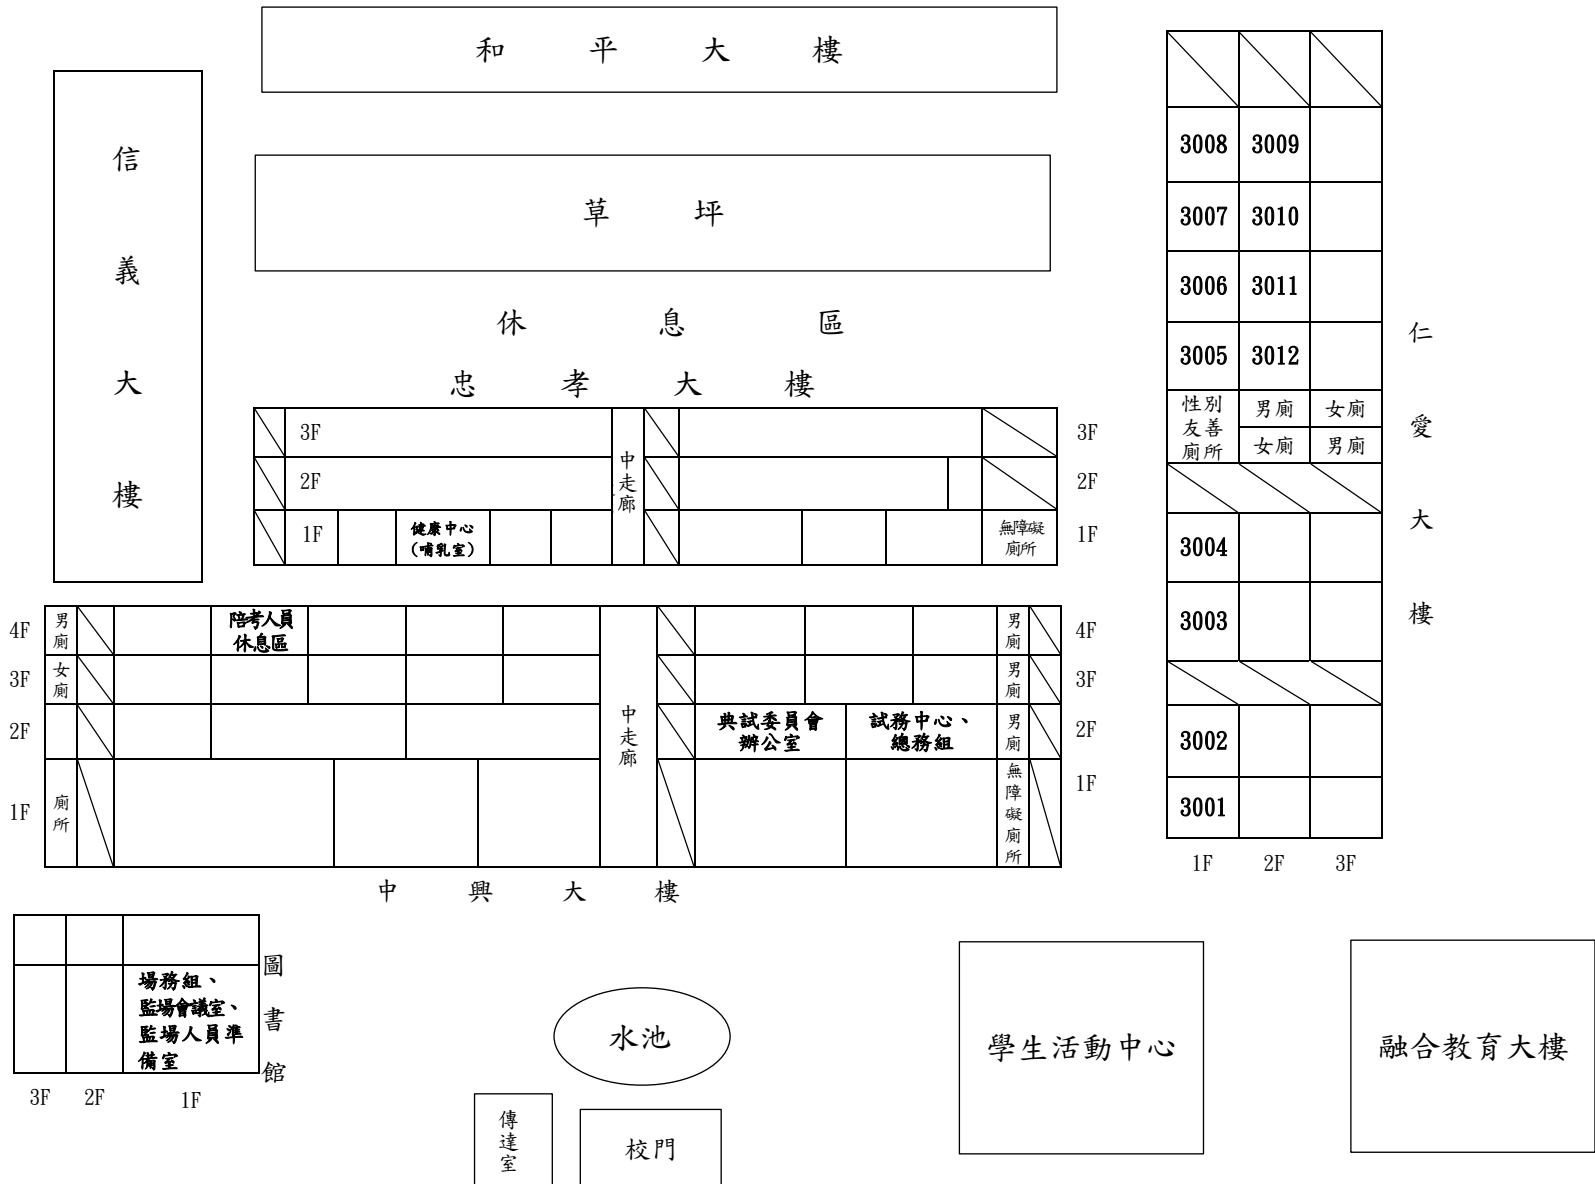 和平大樓
信義大樓
草坪
休息區
忠孝大樓
3F
中走廊
3F
2F
2F
1F
健康中心
(哺乳室)
無障礙
廁所
1F
4F
男廁
陪考人員
休息區
男廁
4F
3F
女廁
男廁
3F
2F
中走廊
典試委員會
辦公室
試務中心、
總務組
男廁
2F
1F
廁所
無障礙廁所
1F
中興大樓
3008 3009
3007 3010
3006 3011
3005 3012
性別
友善
廁所
男廁 女廁
女廁 男廁
3004
3003
3002
3001
1F 2F 3F
仁愛大樓
場務組、
監場會議室、
監場人員準
備室
圖書館
3F 2F 1F
水池
傳達室
校門
學生活動中心
融合教育大樓